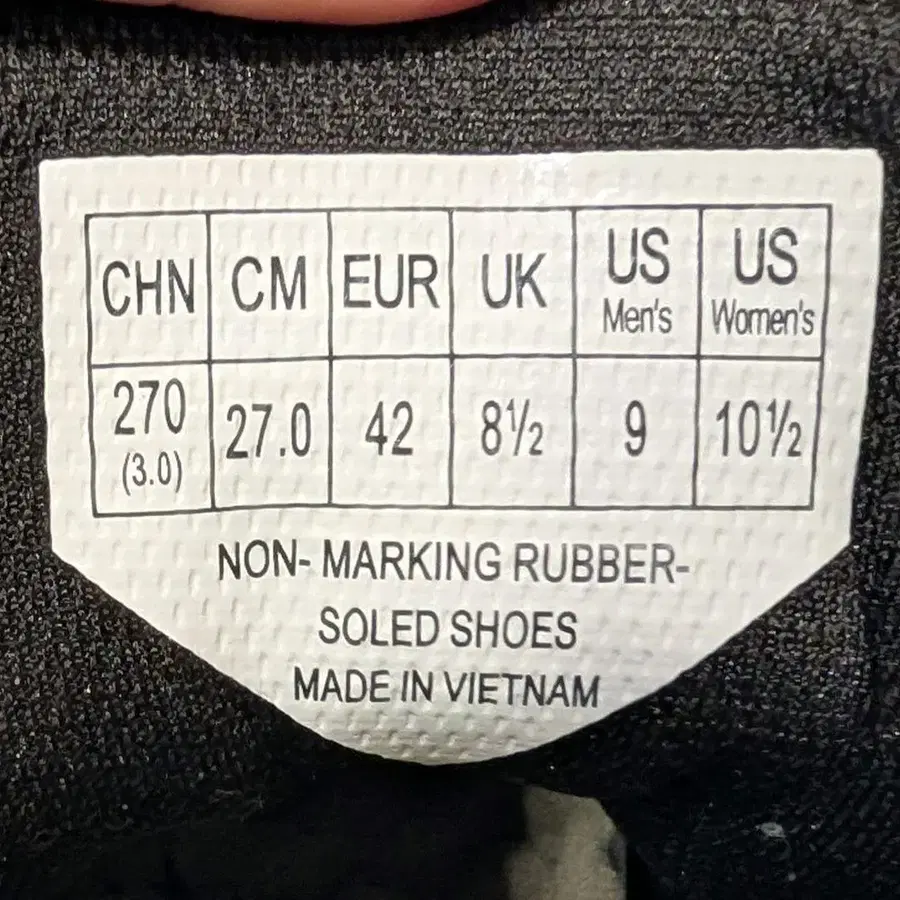 CHN CM EUR UK US Men's US Women's
270 (3.0) 27.0 42 8½ 9 10½
NON- MARKING RUBBER-
SOLED SHOES
MADE IN VIETNAM